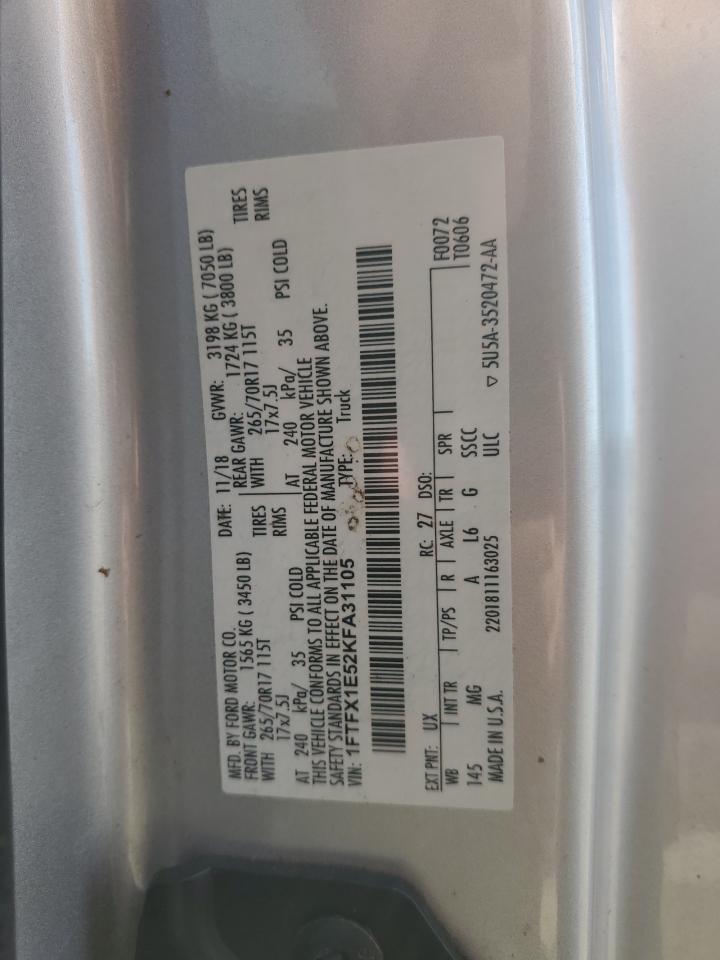 MFD. BY FORD MOTOR CO. DATE: 11/18 GVWR: 3198 KG ( 7050 LB)
FRONT GAWR: 1565 KG ( 3450 LB) REAR GAWR: 1724 KG ( 3800 LB)
WITH 265/70R17 115T TIRES WITH 265/70R17 115T TIRES
17x7.5J RIMS 17x7.5J RIMS
AT 240 kPa/ 35 PSI COLD AT 240 kPa/ 35 PSI COLD
THIS VEHICLE CONFORMS TO ALL APPLICABLE FEDERAL MOTOR VEHICLE
SAFETY STANDARDS IN EFFECT ON THE DATE OF MANUFACTURE SHOWN ABOVE.
VIN: 1FTFX1E52KFA31105 TYPE: Truck
EXT PNT: UX RC: 27 DSO: F0072
WB INT TR TP/PS R AXLE TR SPR T0606
145 MG A L6 G SSCC
MADE IN U.S.A. 2201811163025 ULC ▽ 5U5A-3520472-AA